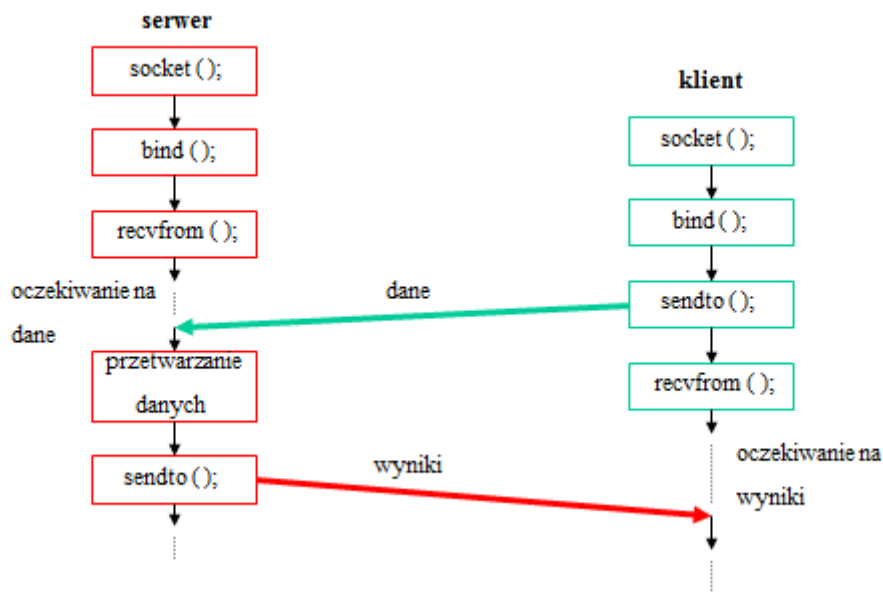 serwer
socket ( );
bind ( );
recvfrom ( );
oczekiwanie na
dane
przetwarzanie
danych
sendto ( );
dane
wyniki
klient
socket ( );
bind ( );
sendto ( );
recvfrom ( );
oczekiwanie na
wyniki